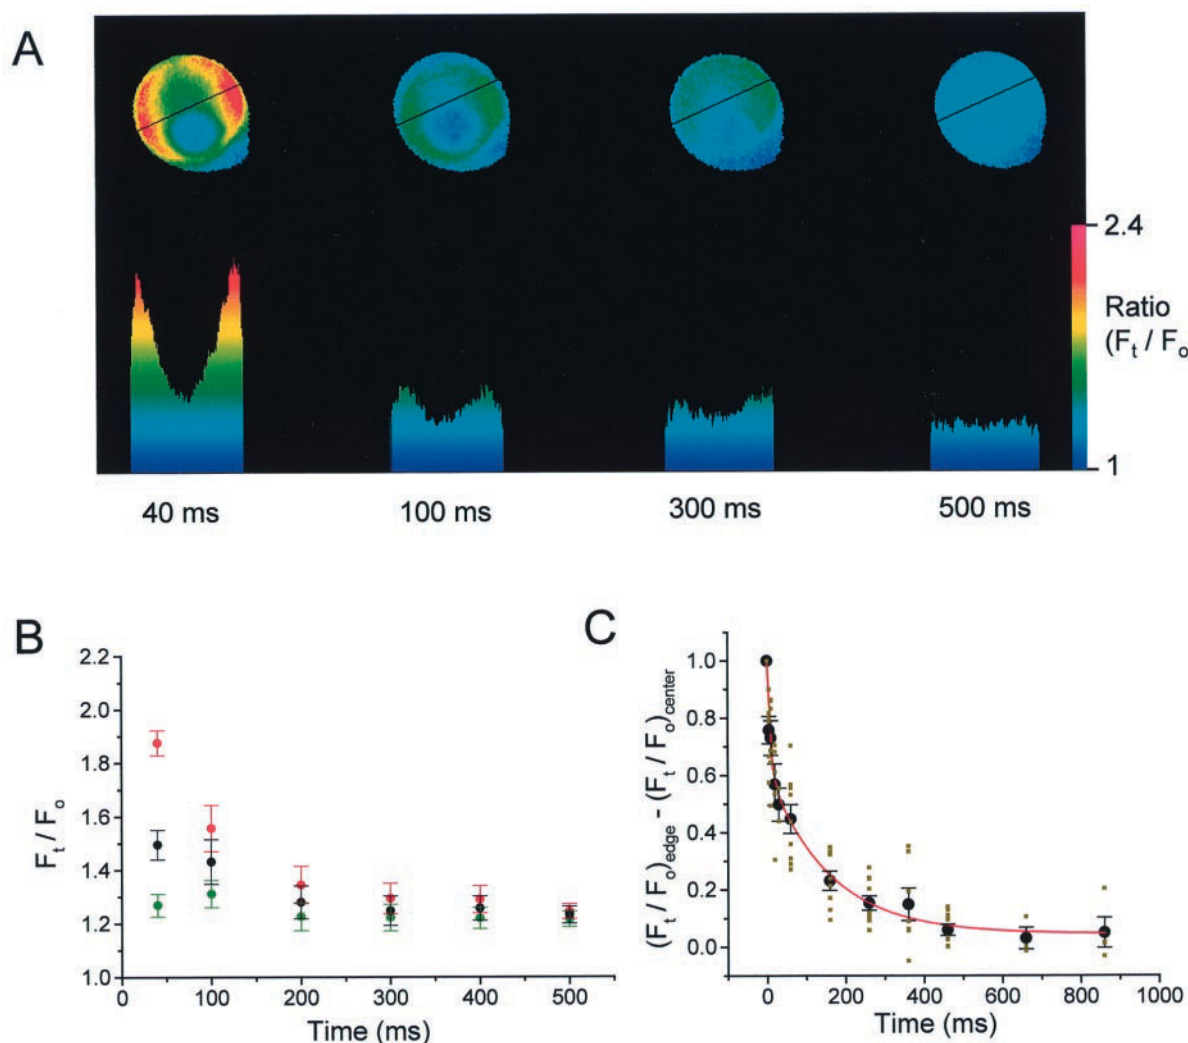 A
2.4
Ratio
(Ft / Fo
1
40 ms
100 ms
300 ms
500 ms
B
Ft / Fo
2.2
2.0
1.8
1.6
1.4
1.2
1.0
0
100
200
300
400
500
Time (ms)
C
(Ft / Fo)edge - (Ft / Fo)center
1.0
0.8
0.6
0.4
0.2
0.0
0
200
400
600
800
1000
Time (ms)